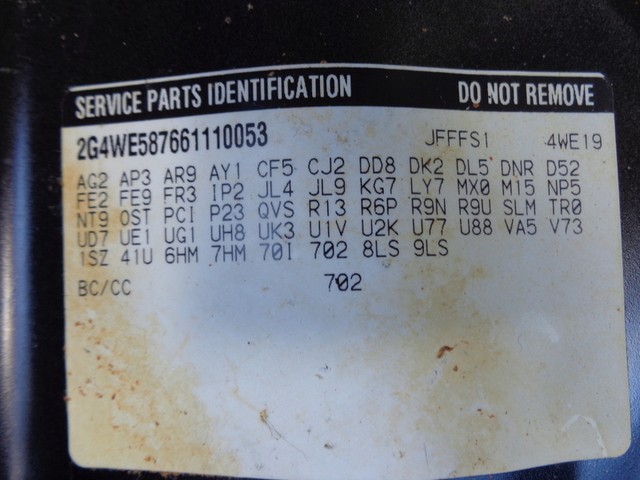 SERVICE PARTS IDENTIFICATION DO NOT REMOVE
2G4WE587661110053 JFFFS1 4WE19
AG2 AP3 AR9 AY1 CF5 CJ2 DD8 DK2 DL5 DNR D52
FE2 FE9 FR3 IP2 JL4 JL9 KG7 LY7 MX0 M15 NP5
NT9 OST PCI P23 QVS R13 R6P R9N R9U SLM TR0
UD7 UE1 UG1 UH8 UK3 U1V U2K U77 U88 VA5 V73
1SZ 41U 6HM 7HM 70I 702 8LS 9LS
BC/CC 702